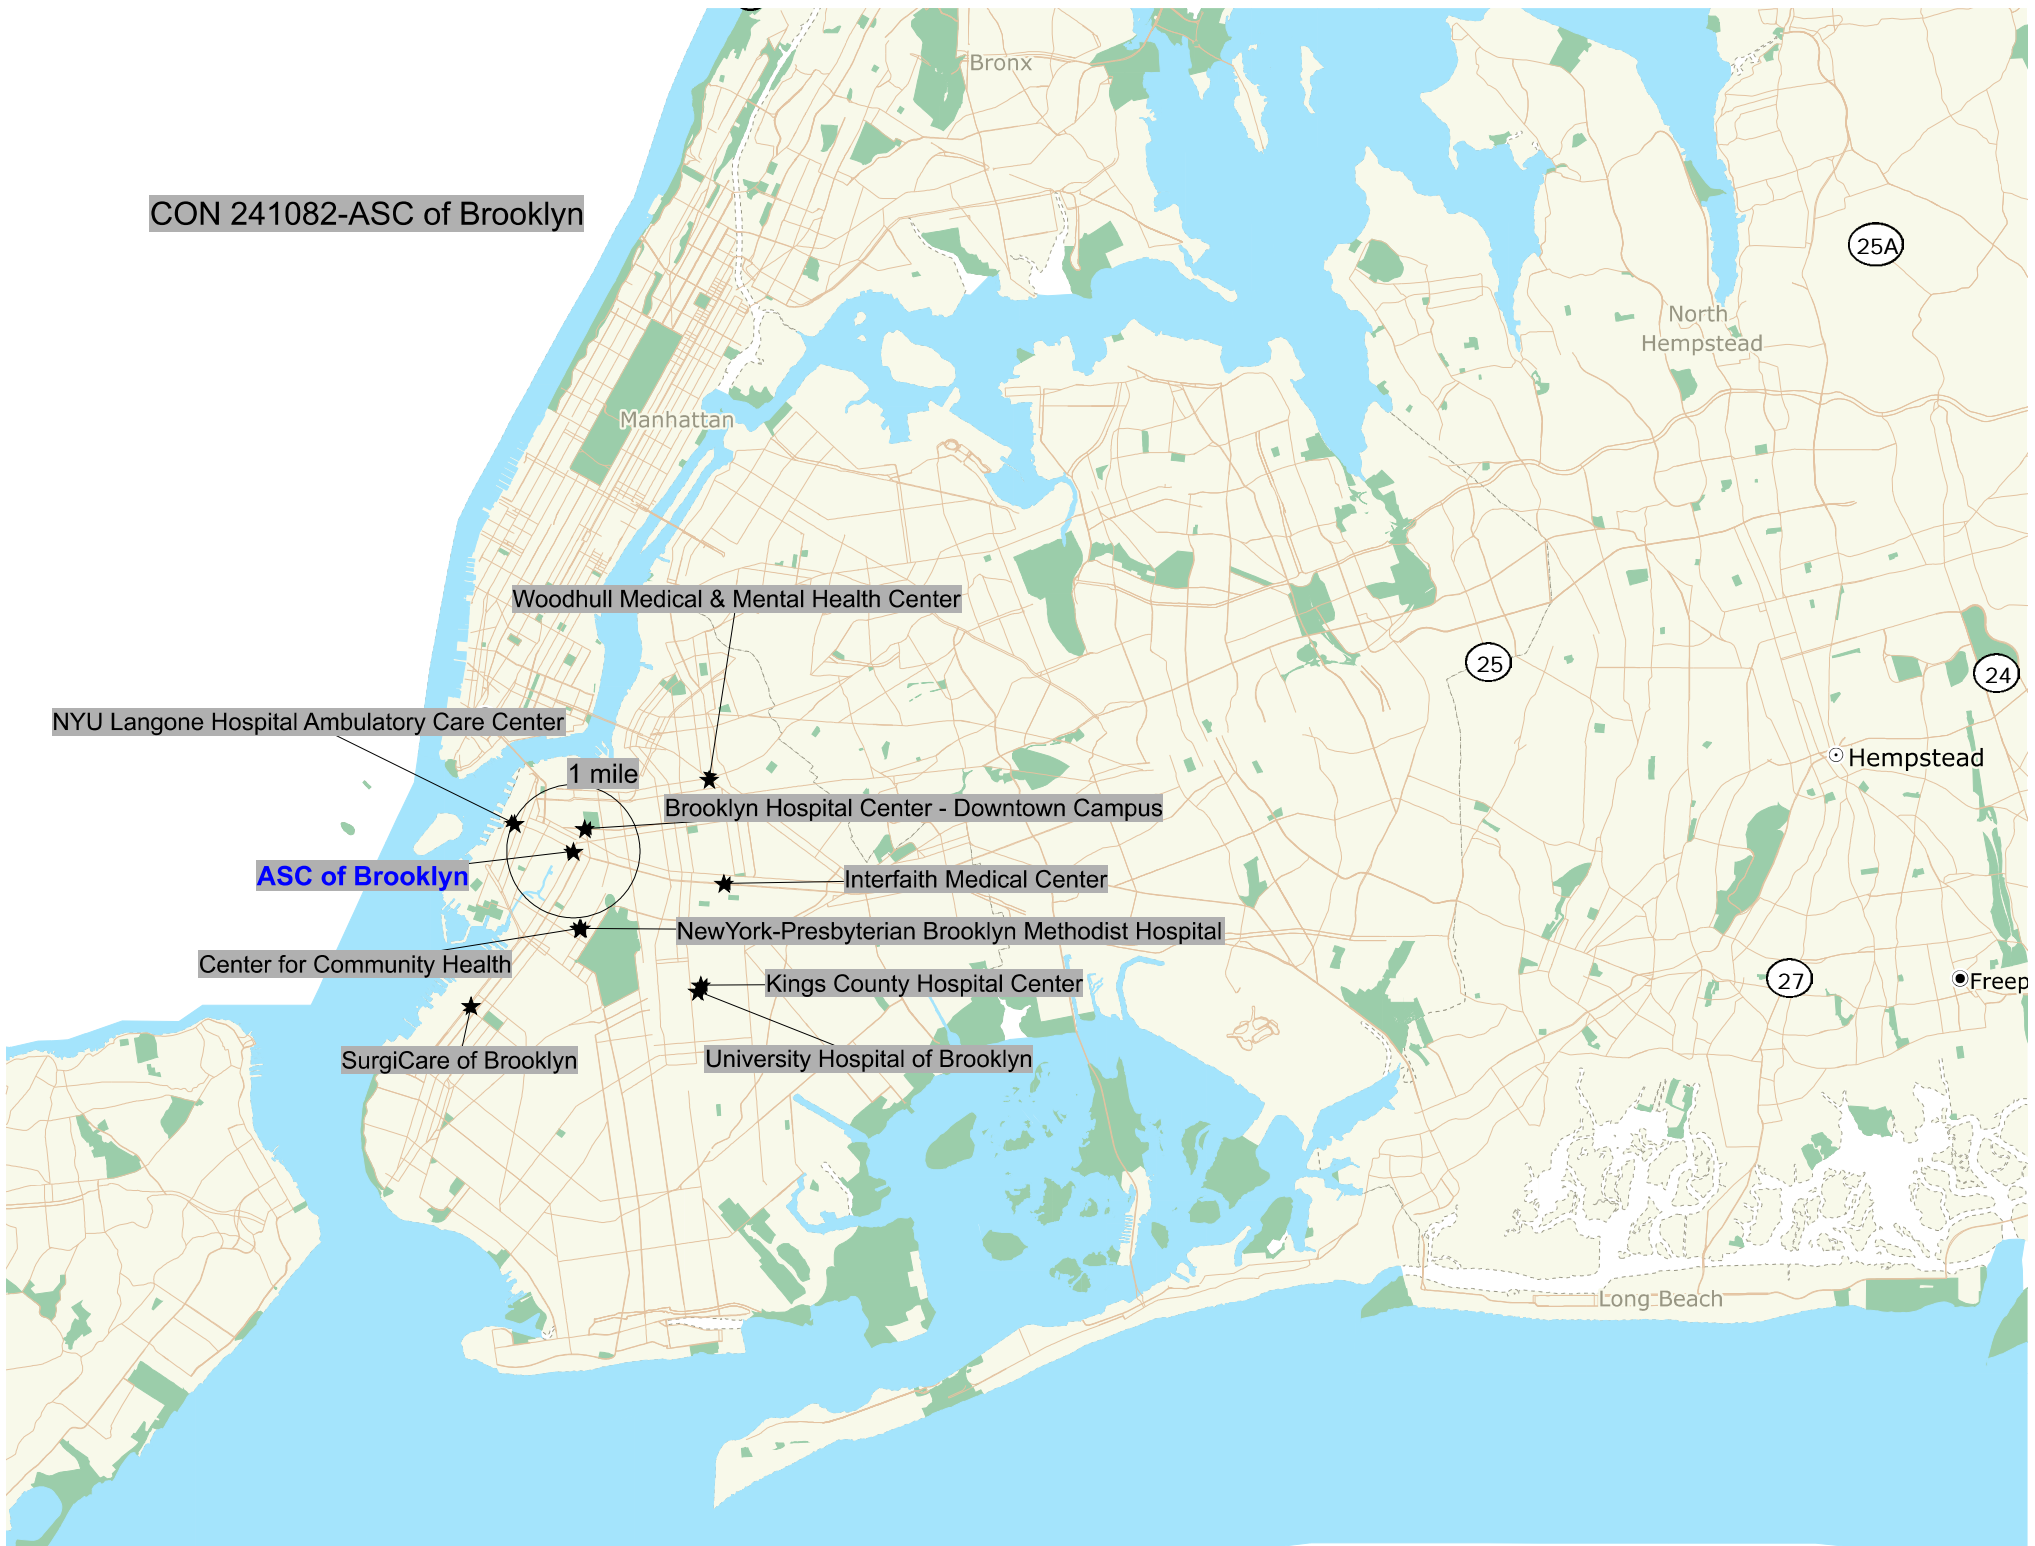 Bronx
CON 241082-ASC of Brooklyn
25A
North
Hempstead
Manhattan
Woodhull Medical & Mental Health Center
25
24
NYU Langone Hospital Ambulatory Care Center
Hempstead
1 mile
Brooklyn Hospital Center - Downtown Campus
ASC of Brooklyn
Interfaith Medical Center
NewYork-Presbyterian Brooklyn Methodist Hospital
Center for Community Health
27
Freep
Kings County Hospital Center
SurgiCare of Brooklyn
University Hospital of Brooklyn
Long Beach